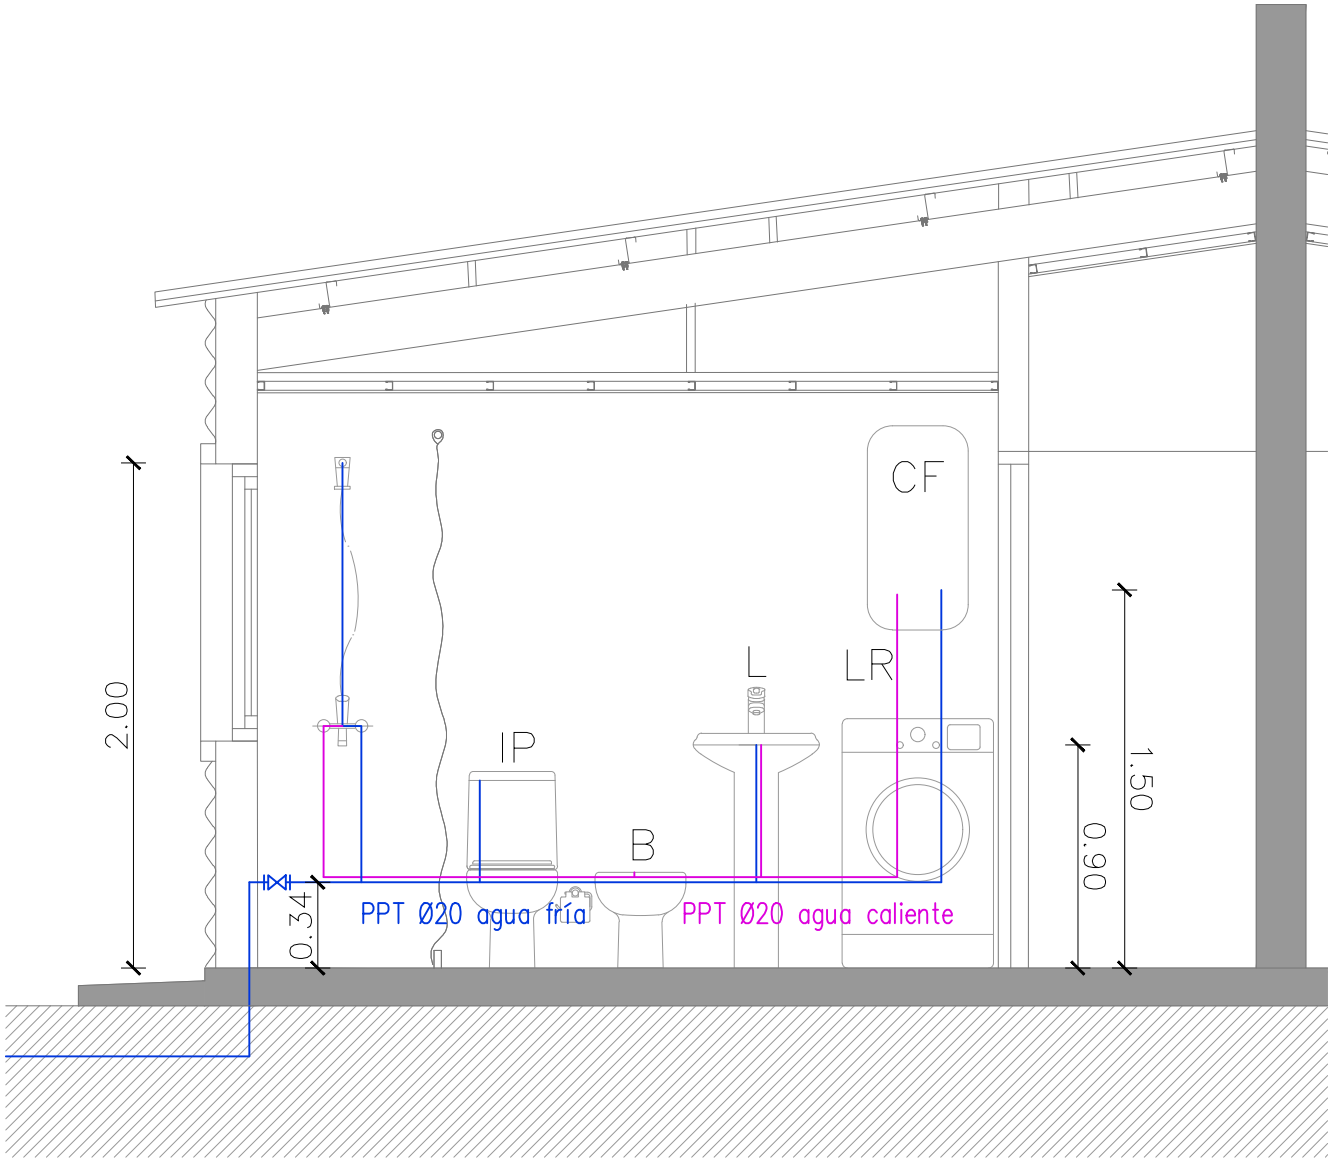 CF
L
LR
2.00
IP
1.50
B
0.90
0.34
PPT Ø20 agua fría
PPT Ø20 agua caliente